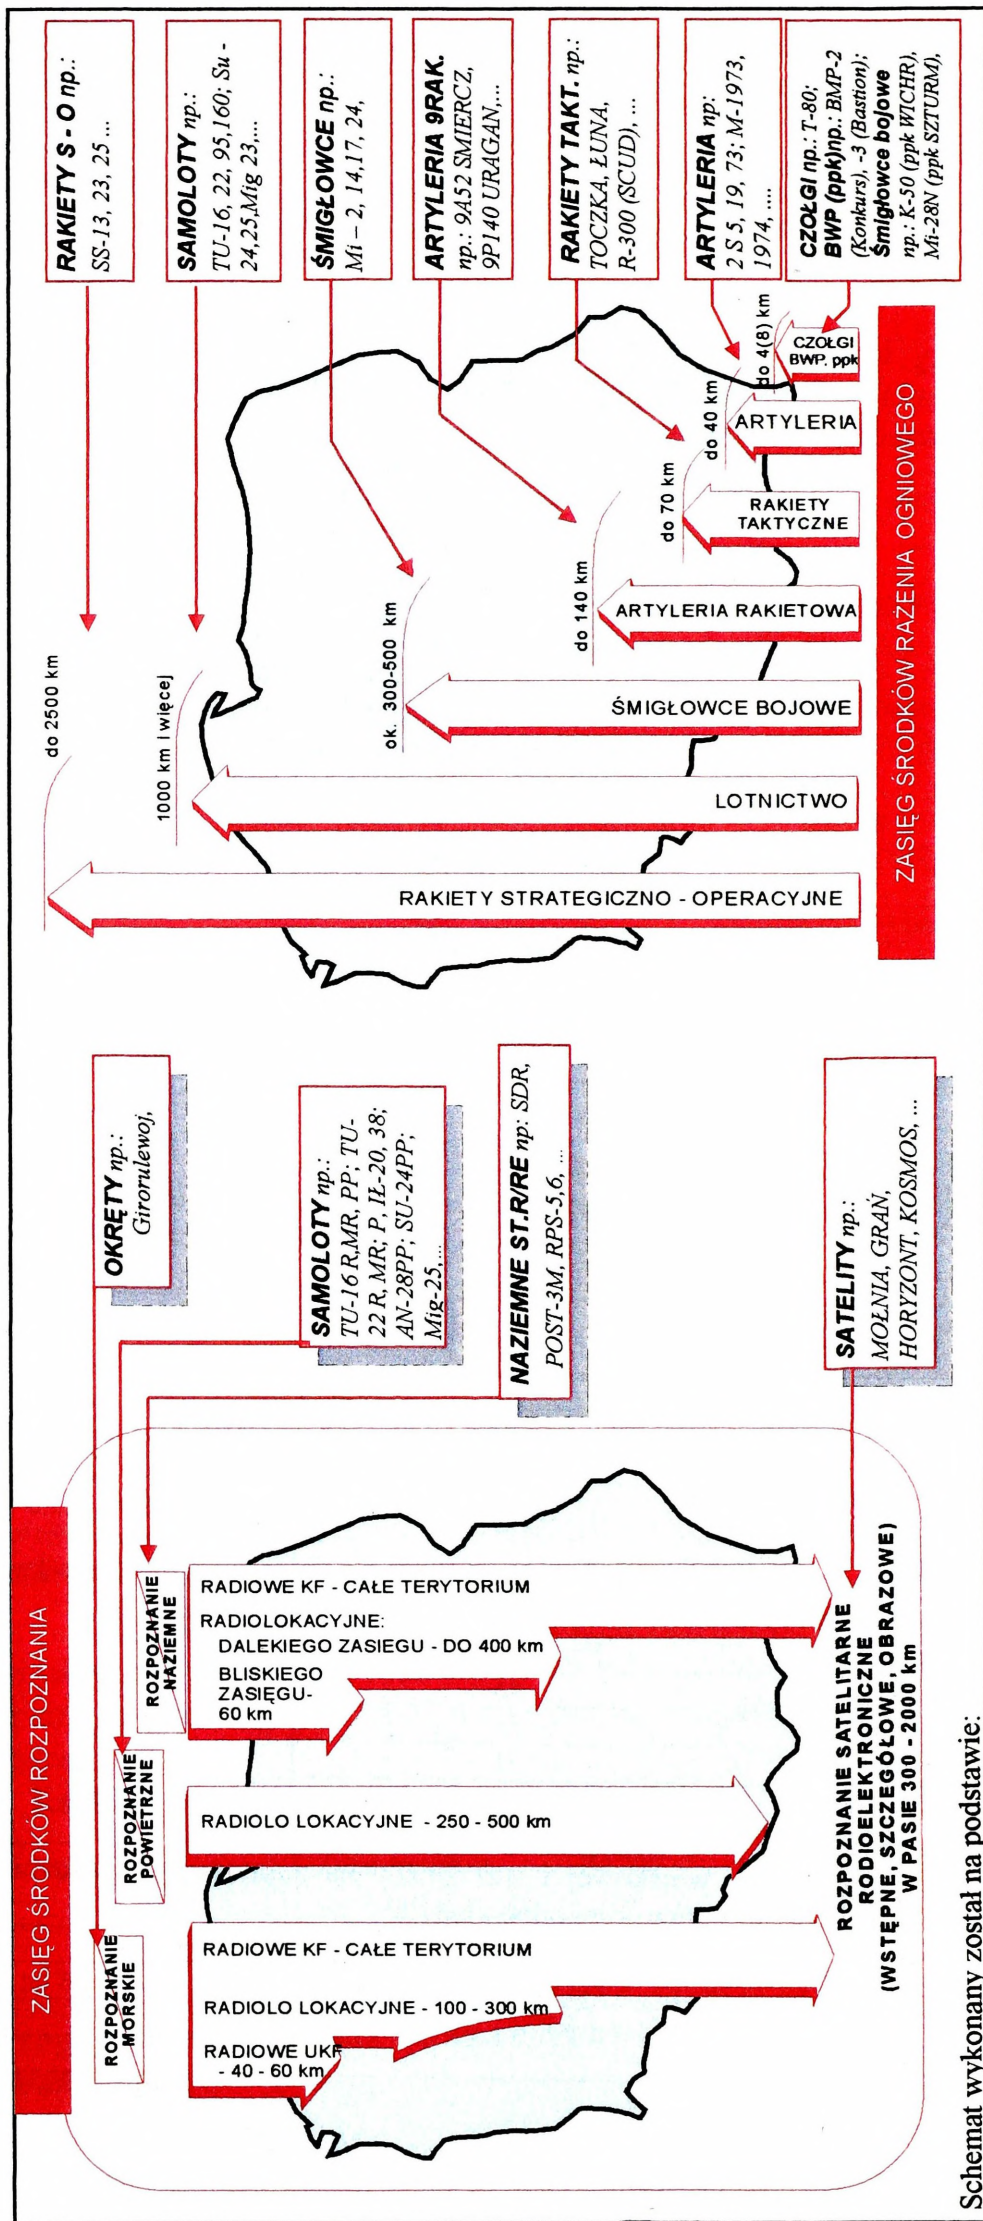 ZASIĘG ŚRODKÓW ROZPOZNANIA
ROZPOZNANIE
MORSKIE
ROZPOZNANIE
POWIETRZNE
ROZPOZNANIE
NAZIEMNE
RADIOWE KF - CAŁE TERYTORIUM
RADIOLO LOKACYJNE - 100 - 300 km
RADIOWE UKF
- 40 - 60 km
RADIOLO LOKACYJNE - 250 - 500 km
RADIOWE KF - CAŁE TERYTORIUM
RADIOLOKACYJNE:
DALEKIEGO ZASIEGU - DO 400 km
BLISKIEGO
ZASIĘGU-
60 km
ROZPOZNANIE SATELITARNE
RODIOELEKTRONICZNE
(WSTĘPNE, SZCZEGÓŁOWE, OBRAZOWE)
W PASIE 300 - 2000 km
OKRĘTY np.:
Girorulewoj,
SAMOLOTY np.:
TU-16 R,MR, PP; TU-
22 R, MR; P, IŁ-20, 38;
AN-28PP; SU-24PP;
Mig-25,...
NAZIEMNE ST.R/RE np: SDR,
POST-3M, RPS-5,6, ...
SATELITY np.:
MOŁNIA, GRAŃ,
HORYZONT, KOSMOS, ...
do 2500 km
1000 km i więcej
ok. 300-500 km
do 140 km
do 70 km
do 40 km
do 4(8) km
RAKIETY STRATEGICZNO - OPERACYJNE
LOTNICTWO
ŚMIGŁOWCE BOJOWE
ARTYLERIA RAKIETOWA
RAKIETY
TAKTYCZNE
ARTYLERIA
CZOŁGI
BWP, ppk
ZASIĘG ŚRODKÓW RAŻENIA OGNIOWEGO
RAKIETY S - O np.:
SS-13, 23, 25 ...
SAMOLOTY np.:
TU-16, 22, 95,160; Su -
24,25,Mig 23,...
ŚMIGŁOWCE np.:
Mi – 2, 14,17, 24,
ARTYLERIA 9RAK.
np.: 9A52 SMIERCZ,
9P140 URAGAN,...
RAKIETY TAKT. np.:
TOCZKA, ŁUNA,
R-300 (SCUD), ...
ARTYLERIA np:
2 S 5, 19, 73; M-1973,
1974, .....
CZOŁGI np.: T-80;
BWP (ppk)np.: BMP-2
(Konkurs), -3 (Bastion);
Śmigłowce bojowe
np.: K-50 (ppk WICHR),
Mi-28N (ppk SZTURM),
Schemat wykonany został na podstawie: